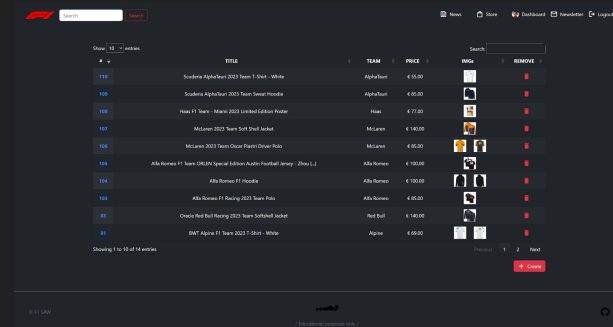 Search Search News Store Dashboard Newsletter Logout
Show 10 entries Search:
# TITLE TEAM PRICE IMGs REMOVE
110 Scuderia AlphaTauri 2023 Team T-Shirt - White AlphaTauri € 55.00
109 Scuderia AlphaTauri 2023 Team Sweat Hoodie AlphaTauri € 85.00
108 Haas F1 Team - Miami 2023 Limited Edition Poster Haas € 77.00
107 McLaren 2023 Team Soft Shell Jacket McLaren € 140.00
106 McLaren 2023 Team Oscar Piastri Driver Polo McLaren € 85.00
105 Alfa Romeo F1 Team ORLEN Special Edition Austin Football Jersey - Zhou [...] Alfa Romeo € 100.00
104 Alfa Romeo F1 Hoodie Alfa Romeo € 100.00
103 Alfa Romeo F1 Racing 2023 Team Polo Alfa Romeo € 85.00
83 Oracle Red Bull Racing 2023 Team Softshell Jacket Red Bull € 140.00
81 BWT Alpine F1 Team 2023 T-Shirt - White Alpine € 69.00
Showing 1 to 10 of 14 entries Previous 1 2 Next
+ Create
© F1 SAW
/ Educational purposes only /